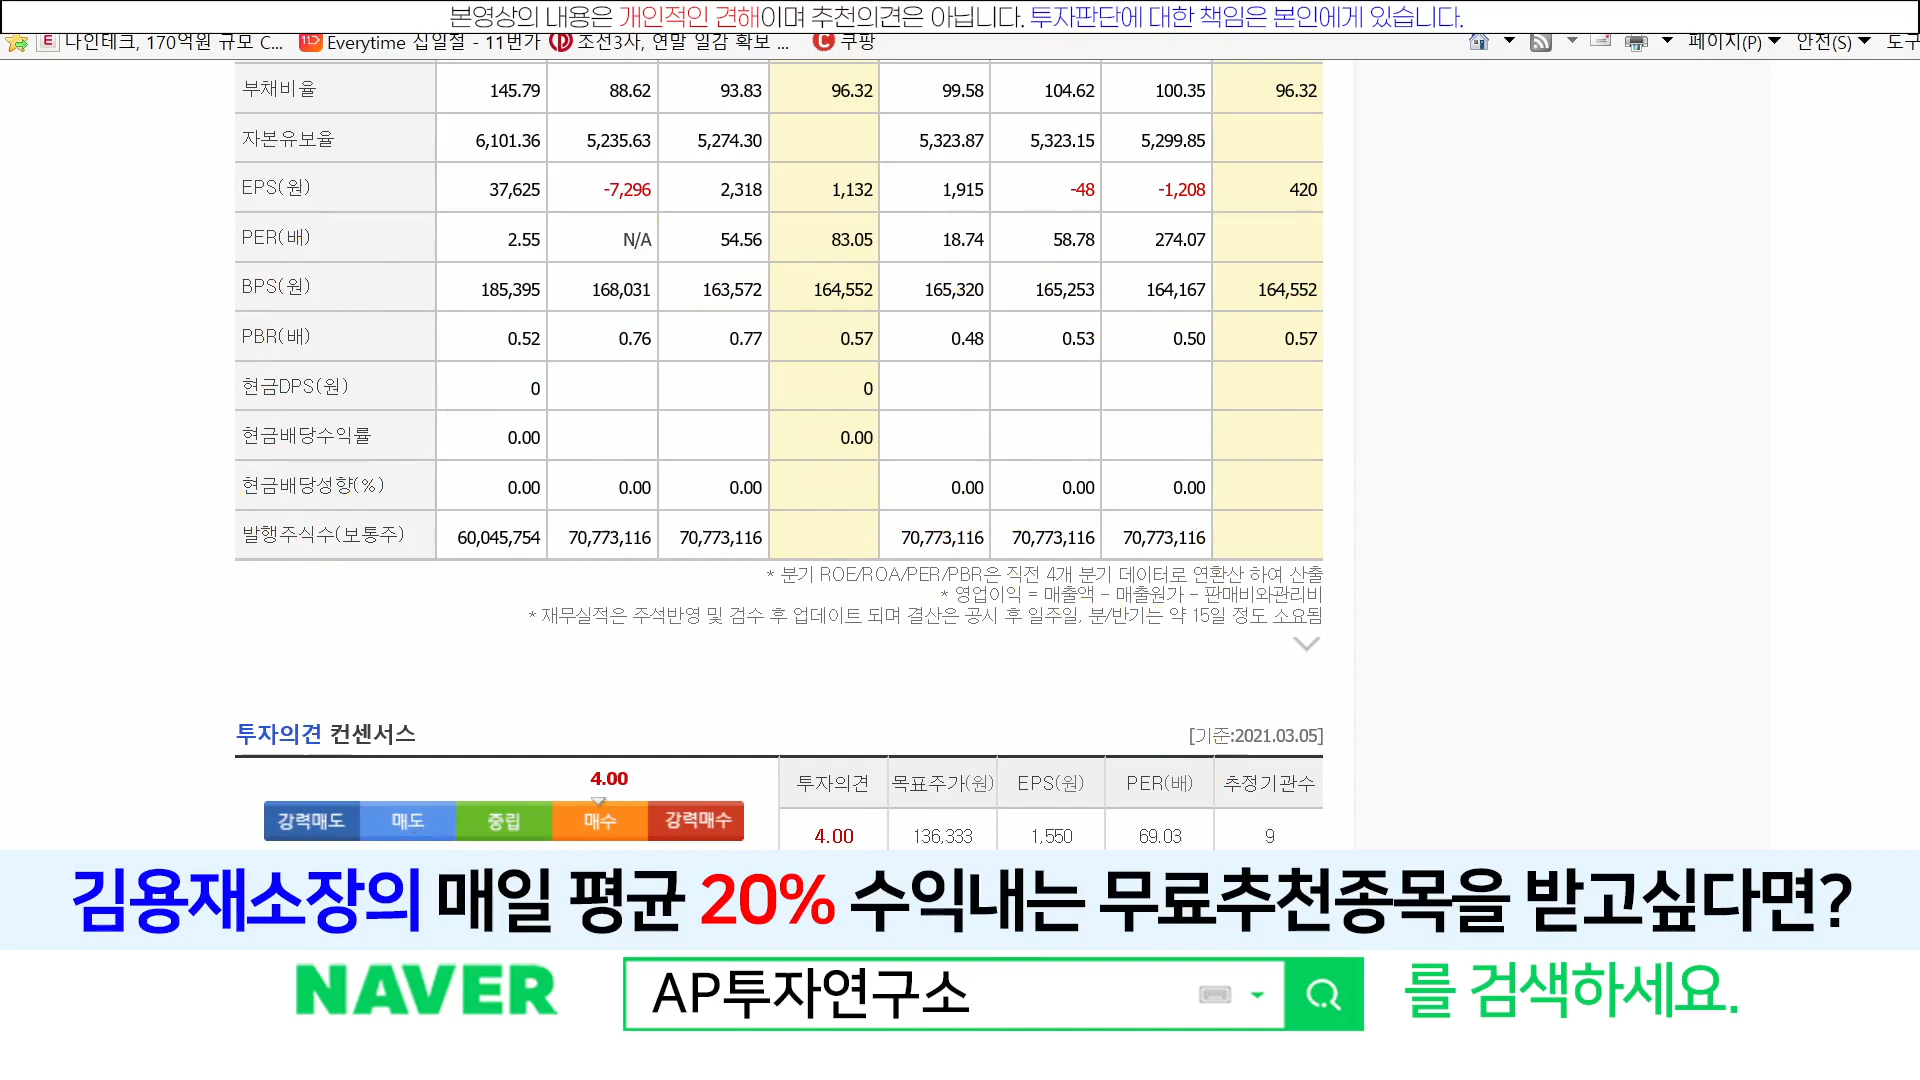 본영상의 내용은 개인적인 견해이며 추천의견은 아닙니다. 투자판단에 대한 책임은 본인에게 있습니다.
E 나인테크, 170억원 규모 C... 11D Everytime 십일절 - 11번가 조선3사, 연말 일감 확보 ... C 쿠팡 페이지(P) 안전(S) 도구
부채비율 145.79 88.62 93.83 96.32 99.58 104.62 100.35 96.32
자본유보율 6,101.36 5,235.63 5,274.30 5,323.87 5,323.15 5,299.85
EPS(원) 37,625 -7,296 2,318 1,132 1,915 -48 -1,208 420
PER(배) 2.55 N/A 54.56 83.05 18.74 58.78 274.07
BPS(원) 185,395 168,031 163,572 164,552 165,320 165,253 164,167 164,552
PBR(배) 0.52 0.76 0.77 0.57 0.48 0.53 0.50 0.57
현금DPS(원) 0 0
현금배당수익률 0.00 0.00
현금배당성향(%) 0.00 0.00 0.00 0.00 0.00 0.00
발행주식수(보통주) 60,045,754 70,773,116 70,773,116 70,773,116 70,773,116 70,773,116
* 분기 ROE/ROA/PER/PBR은 직전 4개 분기 데이터로 연환산 하여 산출
* 영업이익 = 매출액 - 매출원가 - 판매비와관리비
* 재무실적은 주석반영 및 검수 후 업데이트 되며 결산은 공시 후 일주일, 분/반기는 약 15일 정도 소요됨
투자의견 컨센서스 [기준:2021.03.05]
4.00
강력매도 매도 중립 매수 강력매수
투자의견 목표주가(원) EPS(원) PER(배) 추정기관수
4.00 136,333 1,550 69.03 9
김용재소장의 매일 평균 20% 수익내는 무료추천종목을 받고싶다면?
NAVER AP투자연구소 를 검색하세요.